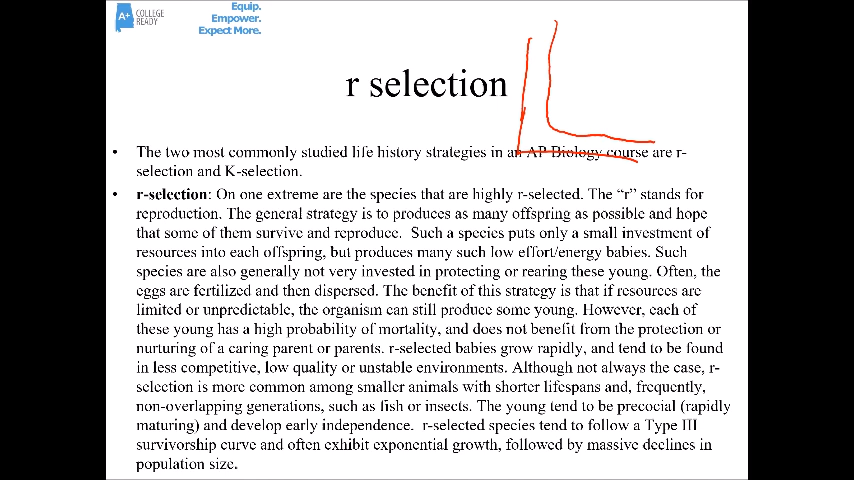 A+ COLLEGE
READY
Equip.
Empower.
Expect More.
r selection
• The two most commonly studied life history strategies in an AP Biology course are r-
selection and K-selection.
• r-selection: On one extreme are the species that are highly r-selected. The “r” stands for
reproduction. The general strategy is to produces as many offspring as possible and hope
that some of them survive and reproduce. Such a species puts only a small investment of
resources into each offspring, but produces many such low effort/energy babies. Such
species are also generally not very invested in protecting or rearing these young. Often, the
eggs are fertilized and then dispersed. The benefit of this strategy is that if resources are
limited or unpredictable, the organism can still produce some young. However, each of
these young has a high probability of mortality, and does not benefit from the protection or
nurturing of a caring parent or parents. r-selected babies grow rapidly, and tend to be found
in less competitive, low quality or unstable environments. Although not always the case, r-
selection is more common among smaller animals with shorter lifespans and, frequently,
non-overlapping generations, such as fish or insects. The young tend to be precocial (rapidly
maturing) and develop early independence. r-selected species tend to follow a Type III
survivorship curve and often exhibit exponential growth, followed by massive declines in
population size.